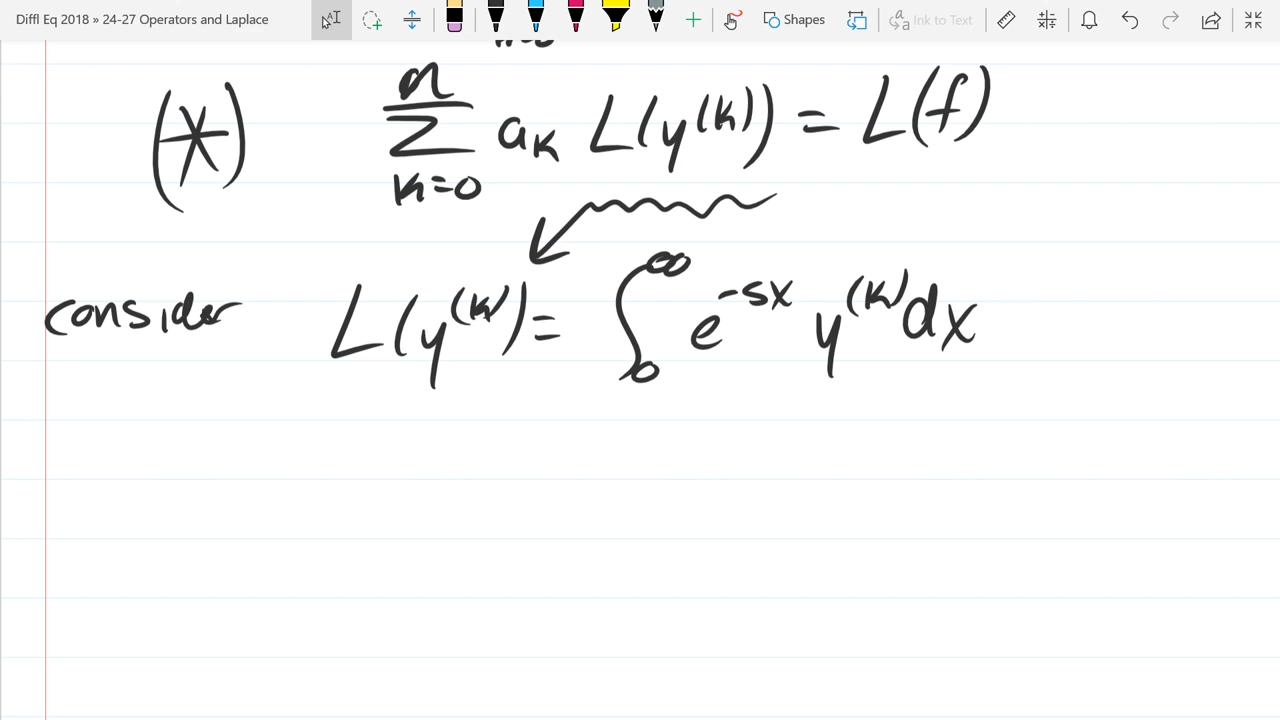 Diffl Eq 2018 » 24-27 Operators and Laplace
Shapes
Ink to Text
(*) n Σ k=0 a_k L(y^(k)) = L(f)
consider L(y^(k)) = ∫_0^∞ e^-sx y^(k) dx